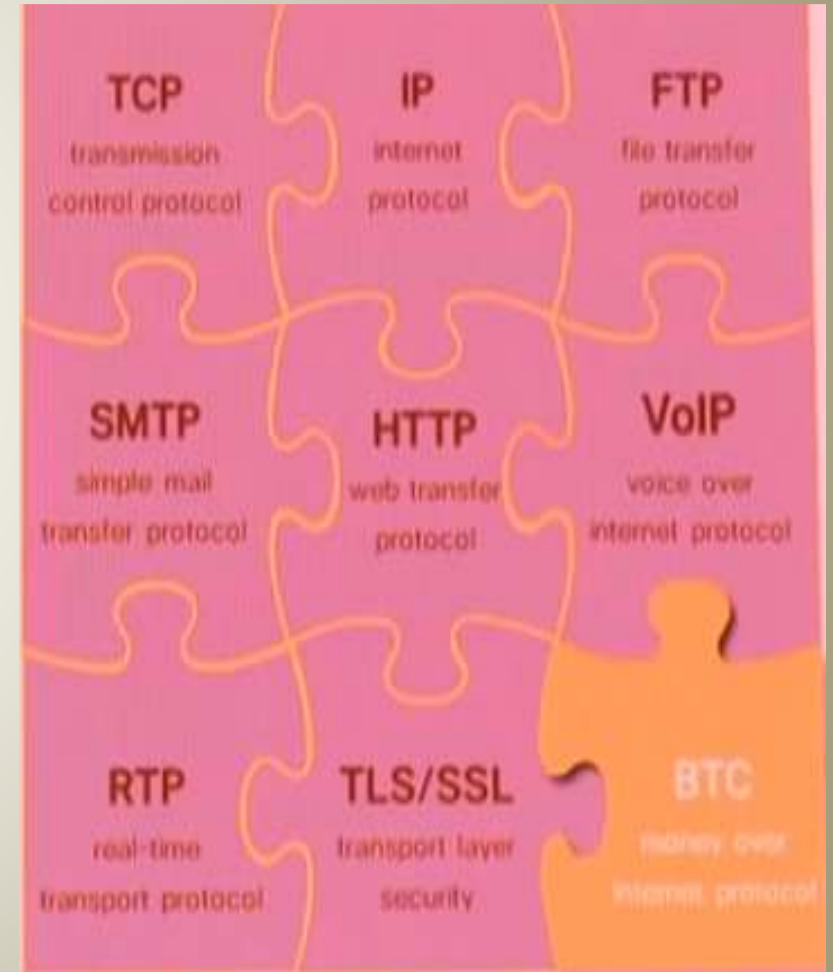 TCP
transmission
control protocol
IP
internet
protocol
FTP
file transfer
protocol
SMTP
simple mail
transfer protocol
HTTP
web transfer
protocol
VoIP
voice over
internet protocol
RTP
real-time
transport protocol
TLS/SSL
transport layer
security
BTC
money over
internet protocol